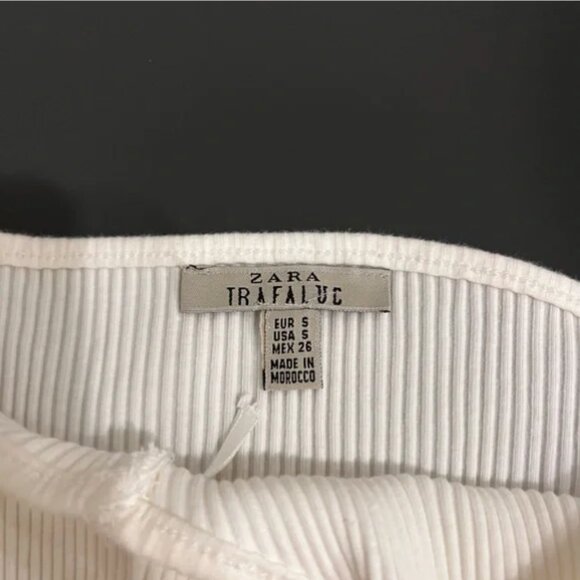 ZARA
TRAFALUC
EUR S
USA S
MEX 26
MADE IN
MOROCCO